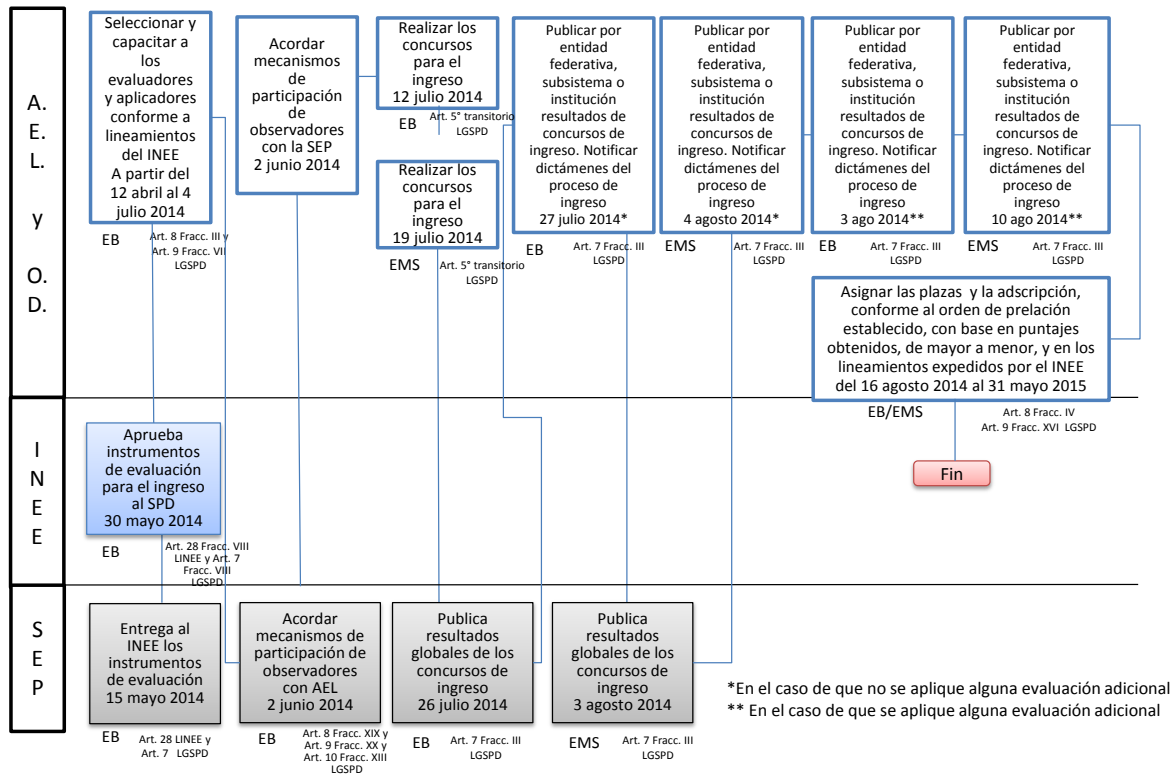 A.
E.
L.
y
O.
D.
Seleccionar y
capacitar a
los
evaluadores
y aplicadores
conforme a
lineamientos
del INEE
A partir del
12 abril al 4
julio 2014
EB
Art. 8 Fracc. III y
Art. 9 Fracc. VII
LGSPD
Acordar
mecanismos
de
participación
de
observadores
con la SEP
2 junio 2014
Realizar los
concursos
para el
ingreso
12 julio 2014
EB
Art. 5° transitorio
LGSPD
Realizar los
concursos
para el
ingreso
19 julio 2014
EMS
Art. 5° transitorio
LGSPD
Publicar por
entidad
federativa,
subsistema o
institución
resultados de
concursos de
ingreso. Notificar
dictámenes del
proceso de
ingreso
27 julio 2014*
EB
Art. 7 Fracc. III
LGSPD
Publicar por
entidad
federativa,
subsistema o
institución
resultados de
concursos de
ingreso. Notificar
dictámenes del
proceso de
ingreso
4 agosto 2014*
EMS
Art. 7 Fracc. III
LGSPD
Publicar por
entidad
federativa,
subsistema o
institución
resultados de
concursos de
ingreso. Notificar
dictámenes del
proceso de
ingreso
3 ago 2014**
EB
Art. 7 Fracc. III
LGSPD
Publicar por
entidad
federativa,
subsistema o
institución
resultados de
concursos de
ingreso. Notificar
dictámenes del
proceso de
ingreso
10 ago 2014**
EMS
Art. 7 Fracc. III
LGSPD
Asignar las plazas y la adscripción,
conforme al orden de prelación
establecido, con base en puntajes
obtenidos, de mayor a menor, y en los
lineamientos expedidos por el INEE
del 16 agosto 2014 al 31 mayo 2015
EB/EMS
Art. 8 Fracc. IV
Art. 9 Fracc. XVI LGSPD
Fin
I
N
E
E
Aprueba
instrumentos
de evaluación
para el ingreso
al SPD
30 mayo 2014
EB
Art. 28 Fracc. VIII
LINEE y Art. 7
Fracc. VIII
LGSPD
S
E
P
Entrega al
INEE los
instrumentos
de evaluación
15 mayo 2014
EB
Art. 28 LINEE y
Art. 7 LGSPD
Acordar
mecanismos de
participación de
observadores
con AEL
2 junio 2014
EB
Art. 8 Fracc. XIX y
Art. 9 Fracc. XX y
Art. 10 Fracc. XIII
LGSPD
Publica
resultados
globales de los
concursos de
ingreso
26 julio 2014
EB
Art. 7 Fracc. III
LGSPD
Publica
resultados
globales de los
concursos de
ingreso
3 agosto 2014
EMS
Art. 7 Fracc. III
LGSPD
*En el caso de que no se aplique alguna evaluación adicional
** En el caso de que se aplique alguna evaluación adicional